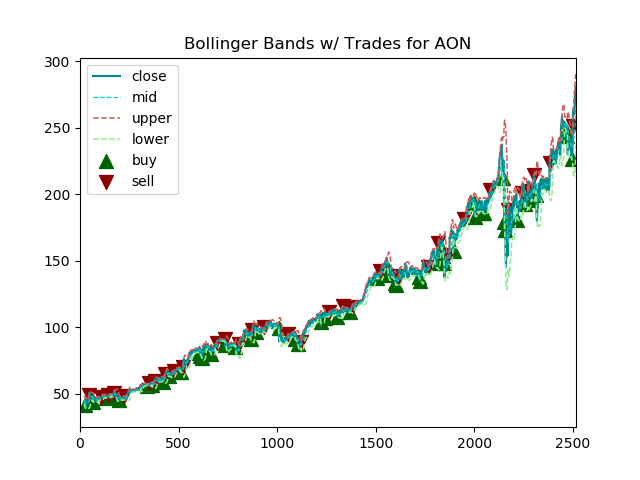 Bollinger Bands w/ Trades for AON
300
250
200
150
100
50
close
mid
upper
lower
buy
sell
0 500 1000 1500 2000 2500